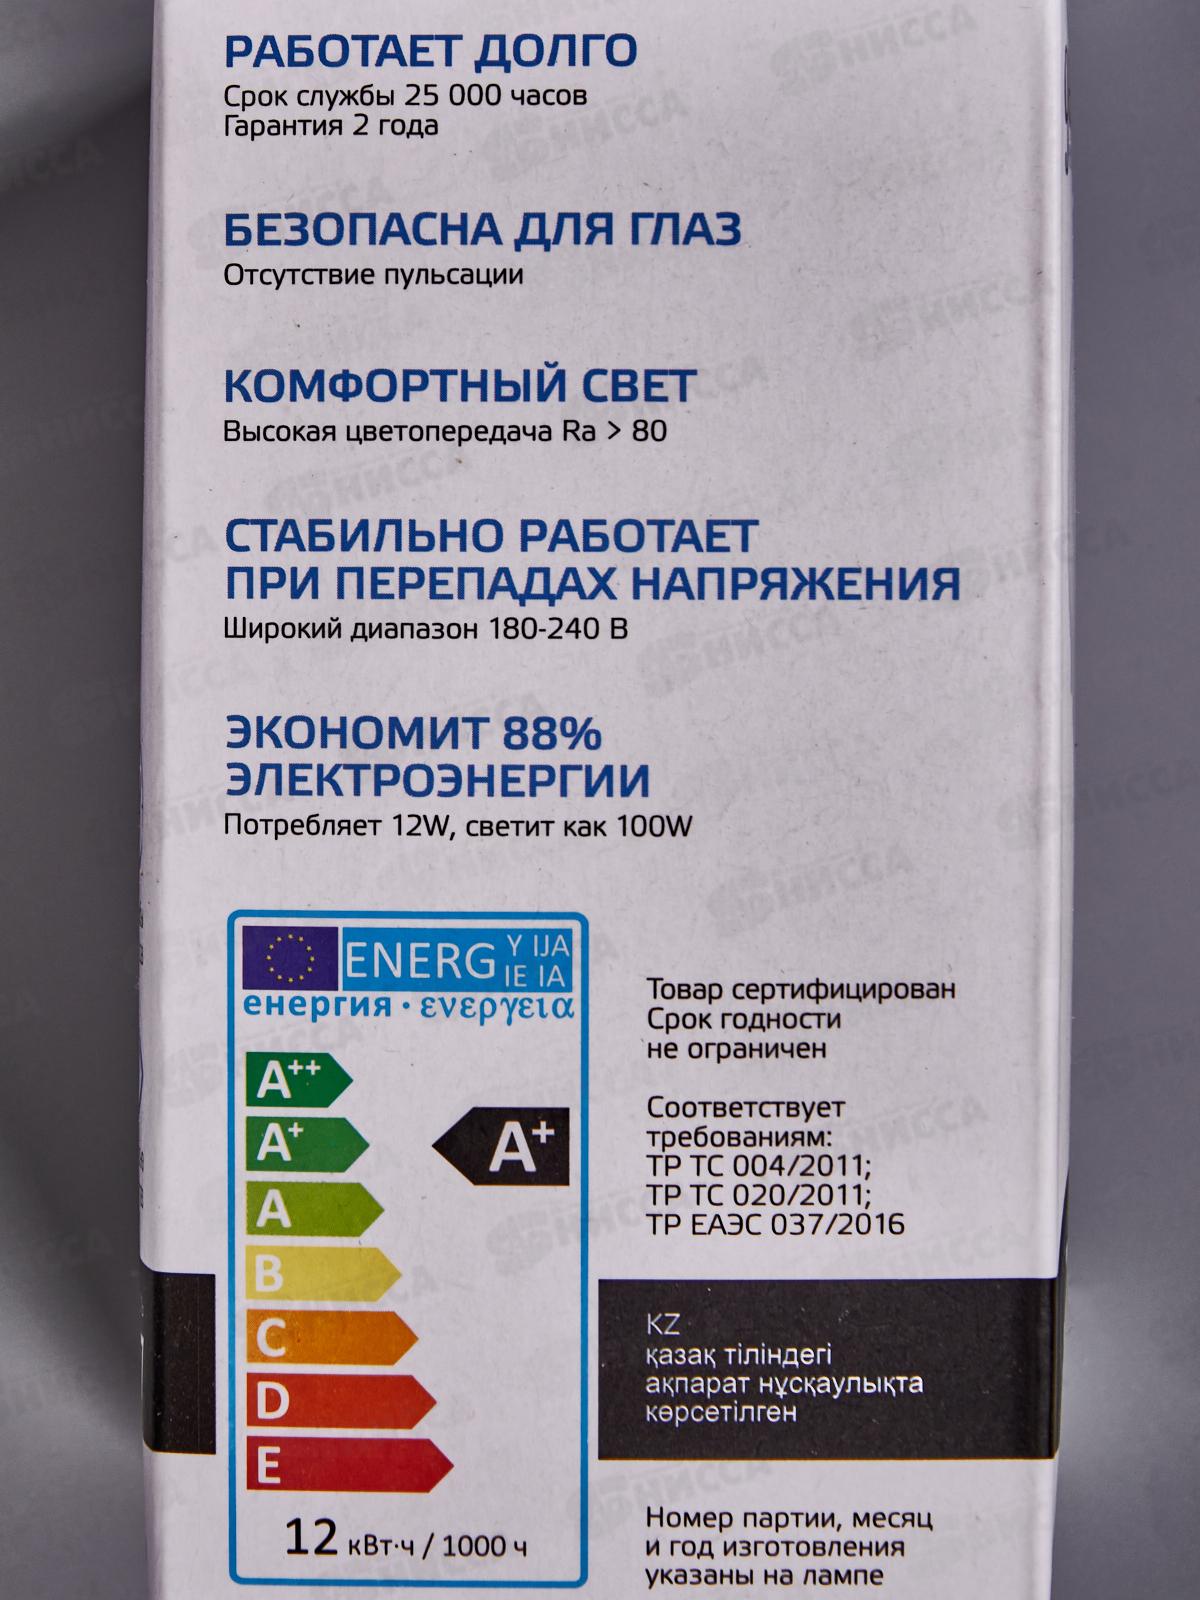 РАБОТАЕТ ДОЛГО
Срок службы 25 000 часов
Гарантия 2 года
БЕЗОПАСНА ДЛЯ ГЛАЗ
Отсутствие пульсации
КОМФОРТНЫЙ СВЕТ
Высокая цветопередача Ra > 80
СТАБИЛЬНО РАБОТАЕТ
ПРИ ПЕРЕПАДАХ НАПРЯЖЕНИЯ
Широкий диапазон 180-240 В
ЭКОНОМИТ 88%
ЭЛЕКТРОЭНЕРГИИ
Потребляет 12W, светит как 100W
ENERG Y IJA
IE IA
енергия · ενεργεια
A++
A+
A+
A
B
C
D
E
12 кВт·ч / 1000 ч
Товар сертифицирован
Срок годности
не ограничен
Соответствует
требованиям:
ТР ТС 004/2011;
ТР ТС 020/2011;
ТР ЕАЭС 037/2016
KZ
қазақ тіліндегі
ақпарат нұсқаулықта
көрсетілген
Номер партии, месяц
и год изготовления
указаны на лампе
НИССА